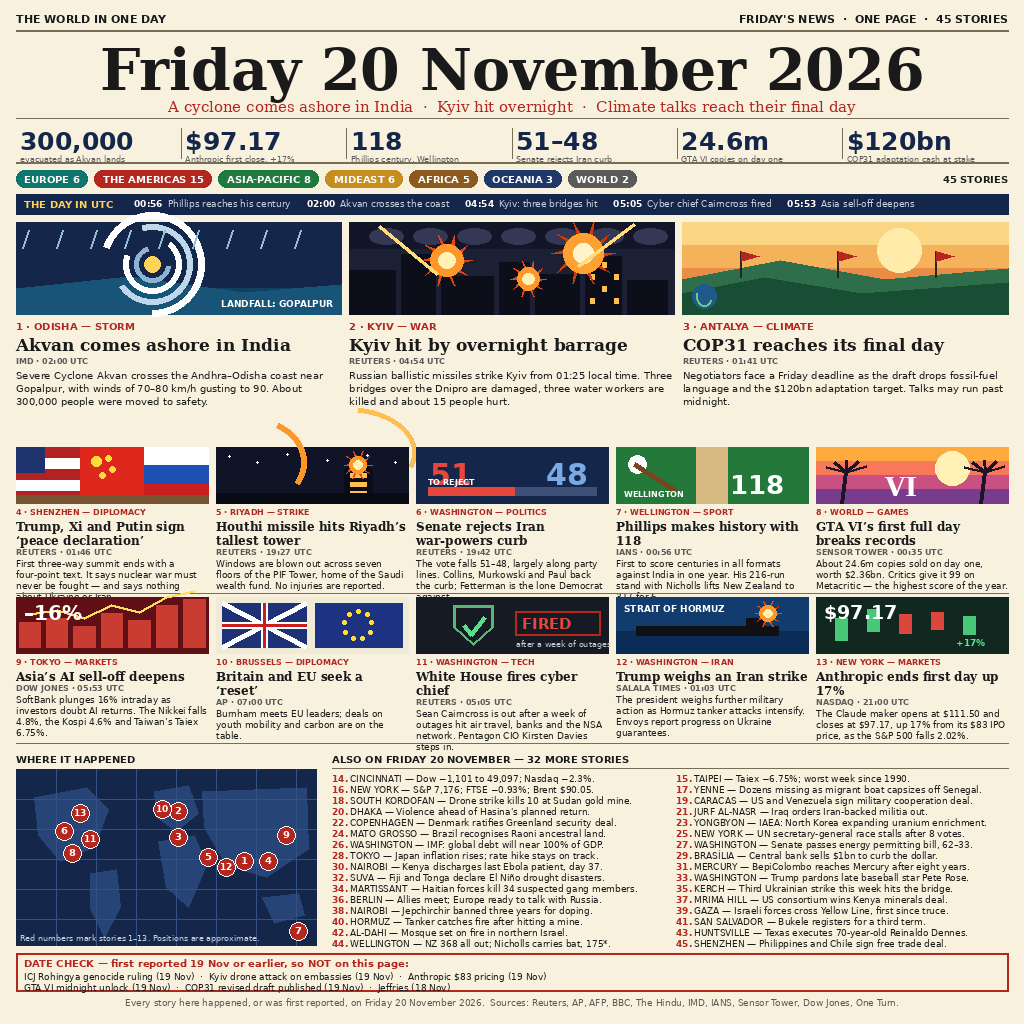 THE WORLD IN ONE DAY
FRIDAY'S NEWS · ONE PAGE · 45 STORIES
Friday 20 November 2026
A cyclone comes ashore in India · Kyiv hit overnight · Climate talks reach their final day
300,000
evacuated as Akvan lands
$97.17
Anthropic first close, +17%
118
Phillips century, Wellington
51–48
Senate rejects Iran curb
24.6m
GTA VI copies on day one
$120bn
COP31 adaptation cash at stake
EUROPE 6
THE AMERICAS 15
ASIA-PACIFIC 8
MIDEAST 6
AFRICA 5
OCEANIA 3
WORLD 2
45 STORIES
THE DAY IN UTC
00:56 Phillips reaches his century
02:00 Akvan crosses the coast
04:54 Kyiv: three bridges hit
05:05 Cyber chief Cairncross fired
05:53 Asia sell-off deepens
LANDFALL: GOPALPUR
1 · ODISHA — STORM
Akvan comes ashore in India
IMD · 02:00 UTC
Severe Cyclone Akvan crosses the Andhra–Odisha coast near
Gopalpur, with winds of 70–80 km/h gusting to 90. About
300,000 people were moved to safety.
2 · KYIV — WAR
Kyiv hit by overnight barrage
REUTERS · 04:54 UTC
Russian ballistic missiles strike Kyiv from 01:25 local time. Three
bridges over the Dnipro are damaged, three water workers are
killed and about 15 people hurt.
3 · ANTALYA — CLIMATE
COP31 reaches its final day
REUTERS · 01:41 UTC
Negotiators face a Friday deadline as the draft drops fossil-fuel
language and the $120bn adaptation target. Talks may run past
midnight.
4 · SHENZHEN — DIPLOMACY
Trump, Xi and Putin sign
‘peace declaration’
REUTERS · 01:46 UTC
First three-way summit ends with a
four-point text. It says nuclear war must
never be fought — and says nothing
about Ukraine or Iran.
5 · RIYADH — STRIKE
Houthi missile hits Riyadh’s
tallest tower
REUTERS · 19:27 UTC
Windows are blown out across seven
floors of the PIF Tower, home of the Saudi
wealth fund. No injuries are reported.
51
TO REJECT
48
6 · WASHINGTON — POLITICS
Senate rejects Iran
war-powers curb
REUTERS · 19:42 UTC
The vote falls 51–48, largely along party
lines. Collins, Murkowski and Paul back
the curb; Fetterman is the lone Democrat
against.
WELLINGTON
118
7 · WELLINGTON — SPORT
Phillips makes history with
118
IANS · 00:56 UTC
First to score centuries in all formats
against India in one year. His 216-run
stand with Nicholls lifts New Zealand to
317 for 6.
VI
8 · WORLD — GAMES
GTA VI’s first full day
breaks records
SENSOR TOWER · 00:35 UTC
About 24.6m copies sold on day one,
worth $2.36bn. Critics give it 99 on
Metacritic — the highest score of the year.
–16%
9 · TOKYO — MARKETS
Asia’s AI sell-off deepens
DOW JONES · 05:53 UTC
SoftBank plunges 16% intraday as
investors doubt AI returns. The Nikkei falls
4.8%, the Kospi 4.6% and Taiwan’s Taiex
6.75%.
10 · BRUSSELS — DIPLOMACY
Britain and EU seek a
‘reset’
AP · 07:00 UTC
Burnham meets EU leaders; deals on
youth mobility and carbon are on the
table.
FIRED
after a week of outages
11 · WASHINGTON — TECH
White House fires cyber
chief
REUTERS · 05:05 UTC
Sean Cairncross is out after a week of
outages hit air travel, banks and the NSA
network. Pentagon CIO Kirsten Davies
steps in.
STRAIT OF HORMUZ
12 · WASHINGTON — IRAN
Trump weighs an Iran strike
SALALA TIMES · 01:03 UTC
The president weighs further military
action as Hormuz tanker attacks intensify.
Envoys report progress on Ukraine
guarantees.
$97.17
+17%
13 · NEW YORK — MARKETS
Anthropic ends first day up
17%
NASDAQ · 21:00 UTC
The Claude maker opens at $111.50 and
closes at $97.17, up 17% from its $83 IPO
price, as the S&P 500 falls 2.02%.
WHERE IT HAPPENED
13
10
2
6
11
3
9
8
5
12
1
4
7
Red numbers mark stories 1–13. Positions are approximate.
ALSO ON FRIDAY 20 NOVEMBER — 32 MORE STORIES
14. CINCINNATI — Dow −1,101 to 49,097; Nasdaq −2.3%.
15. TAIPEI — Taiex −6.75%; worst week since 1990.
16. NEW YORK — S&P 7,176; FTSE −0.93%; Brent $90.05.
17. YENNE — Dozens missing as migrant boat capsizes off Senegal.
18. SOUTH KORDOFAN — Drone strike kills 10 at Sudan gold mine.
19. CARACAS — US and Venezuela sign military cooperation deal.
20. DHAKA — Violence ahead of Hasina's planned return.
21. JURF AL-NASR — Iraq orders Iran-backed militia out.
22. COPENHAGEN — Denmark ratifies Greenland security deal.
23. YONGBYON — IAEA: North Korea expanding uranium enrichment.
24. MATO GROSSO — Brazil recognises Raoni ancestral land.
25. NEW YORK — UN secretary-general race stalls after 8 votes.
26. WASHINGTON — IMF: global debt will near 100% of GDP.
27. WASHINGTON — Senate passes energy permitting bill, 62–33.
28. TOKYO — Japan inflation rises; rate hike stays on track.
29. BRASÍLIA — Central bank sells $1bn to curb the dollar.
30. NAIROBI — Kenya discharges last Ebola patient, day 37.
31. MERCURY — BepiColombo reaches Mercury after eight years.
32. SUVA — Fiji and Tonga declare El Niño drought disasters.
33. WASHINGTON — Trump pardons late baseball star Pete Rose.
34. MARTISSANT — Haitian forces kill 34 suspected gang members.
35. KERCH — Third Ukrainian strike this week hits the bridge.
36. BERLIN — Allies meet; Europe ready to talk with Russia.
37. MRIMA HILL — US consortium wins Kenya minerals deal.
38. NAIROBI — Jepchirchir banned three years for doping.
39. GAZA — Israeli forces cross Yellow Line, first since truce.
40. HORMUZ — Tanker catches fire after hitting a mine.
41. SAN SALVADOR — Bukele registers for a third term.
42. AL-DAHI — Mosque set on fire in northern Israel.
43. HUNTSVILLE — Texas executes 70-year-old Reinaldo Dennes.
44. WELLINGTON — NZ 368 all out; Nicholls carries bat, 175*.
45. SHENZHEN — Philippines and Chile sign free trade deal.
DATE CHECK — first reported 19 Nov or earlier, so NOT on this page:
ICJ Rohingya genocide ruling (19 Nov) · Kyiv drone attack on embassies (19 Nov) · Anthropic $83 pricing (19 Nov)
GTA VI midnight unlock (19 Nov) · COP31 revised draft published (19 Nov) · Jeffries (18 Nov)
Every story here happened, or was first reported, on Friday 20 November 2026. Sources: Reuters, AP, AFP, BBC, The Hindu, IMD, IANS, Sensor Tower, Dow Jones, One Turn.